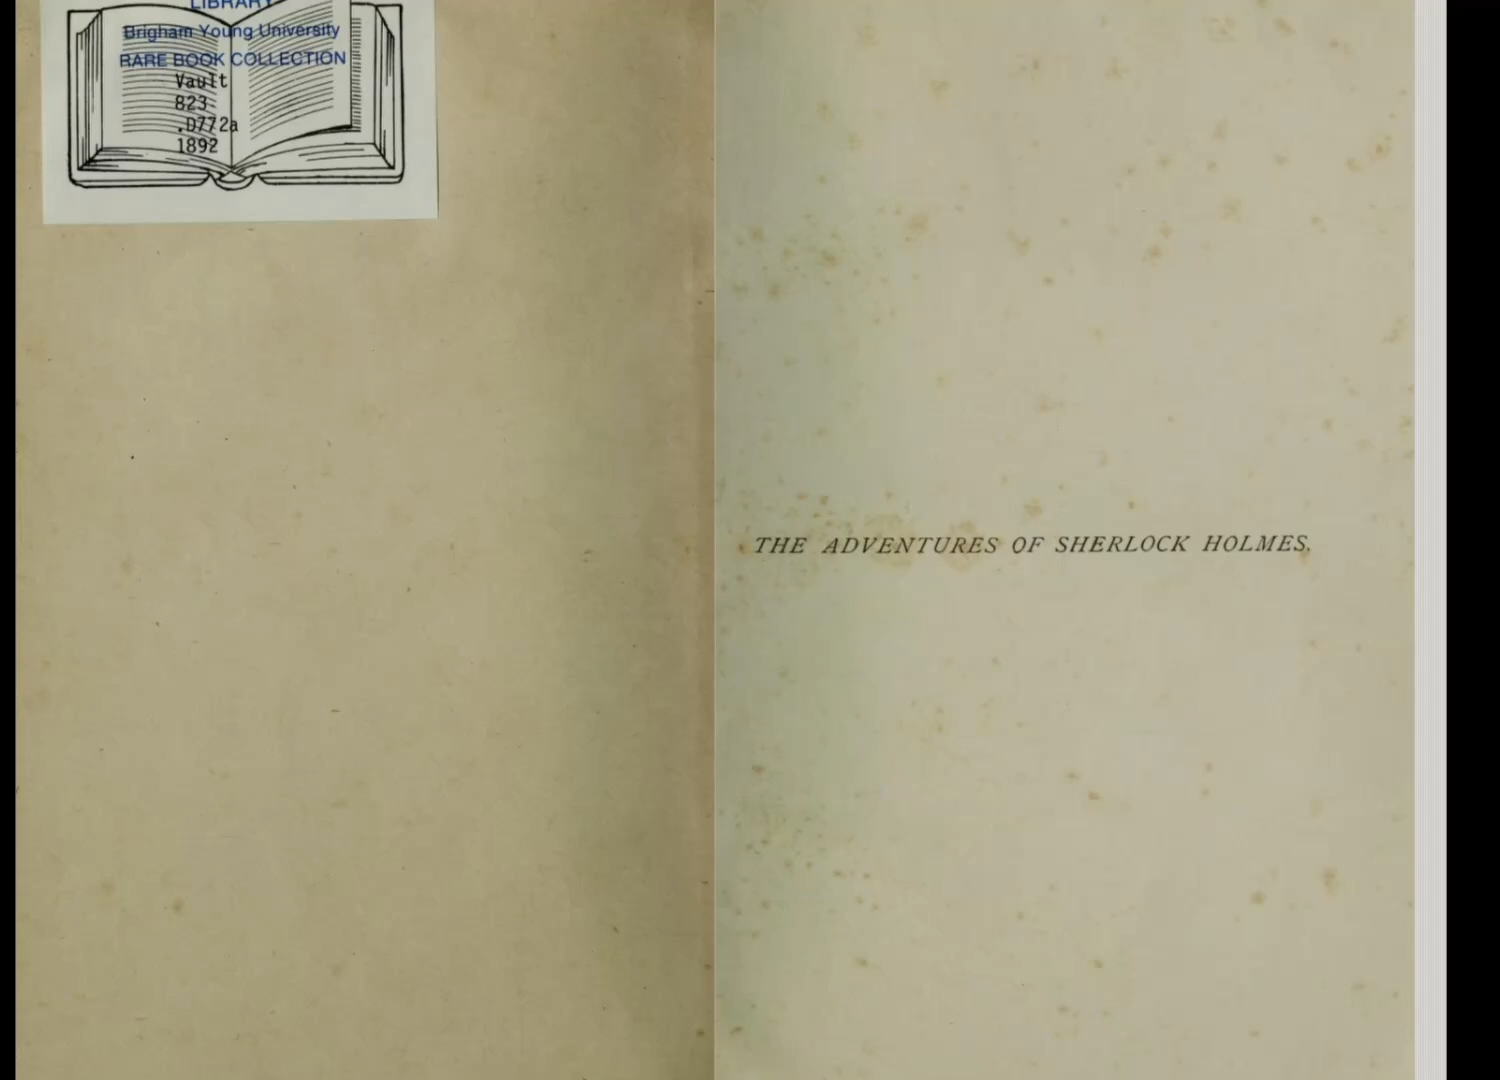 LIBRARY
Brigham Young University
RARE BOOK COLLECTION
Vault
823
.D772a
1892
THE ADVENTURES OF SHERLOCK HOLMES.